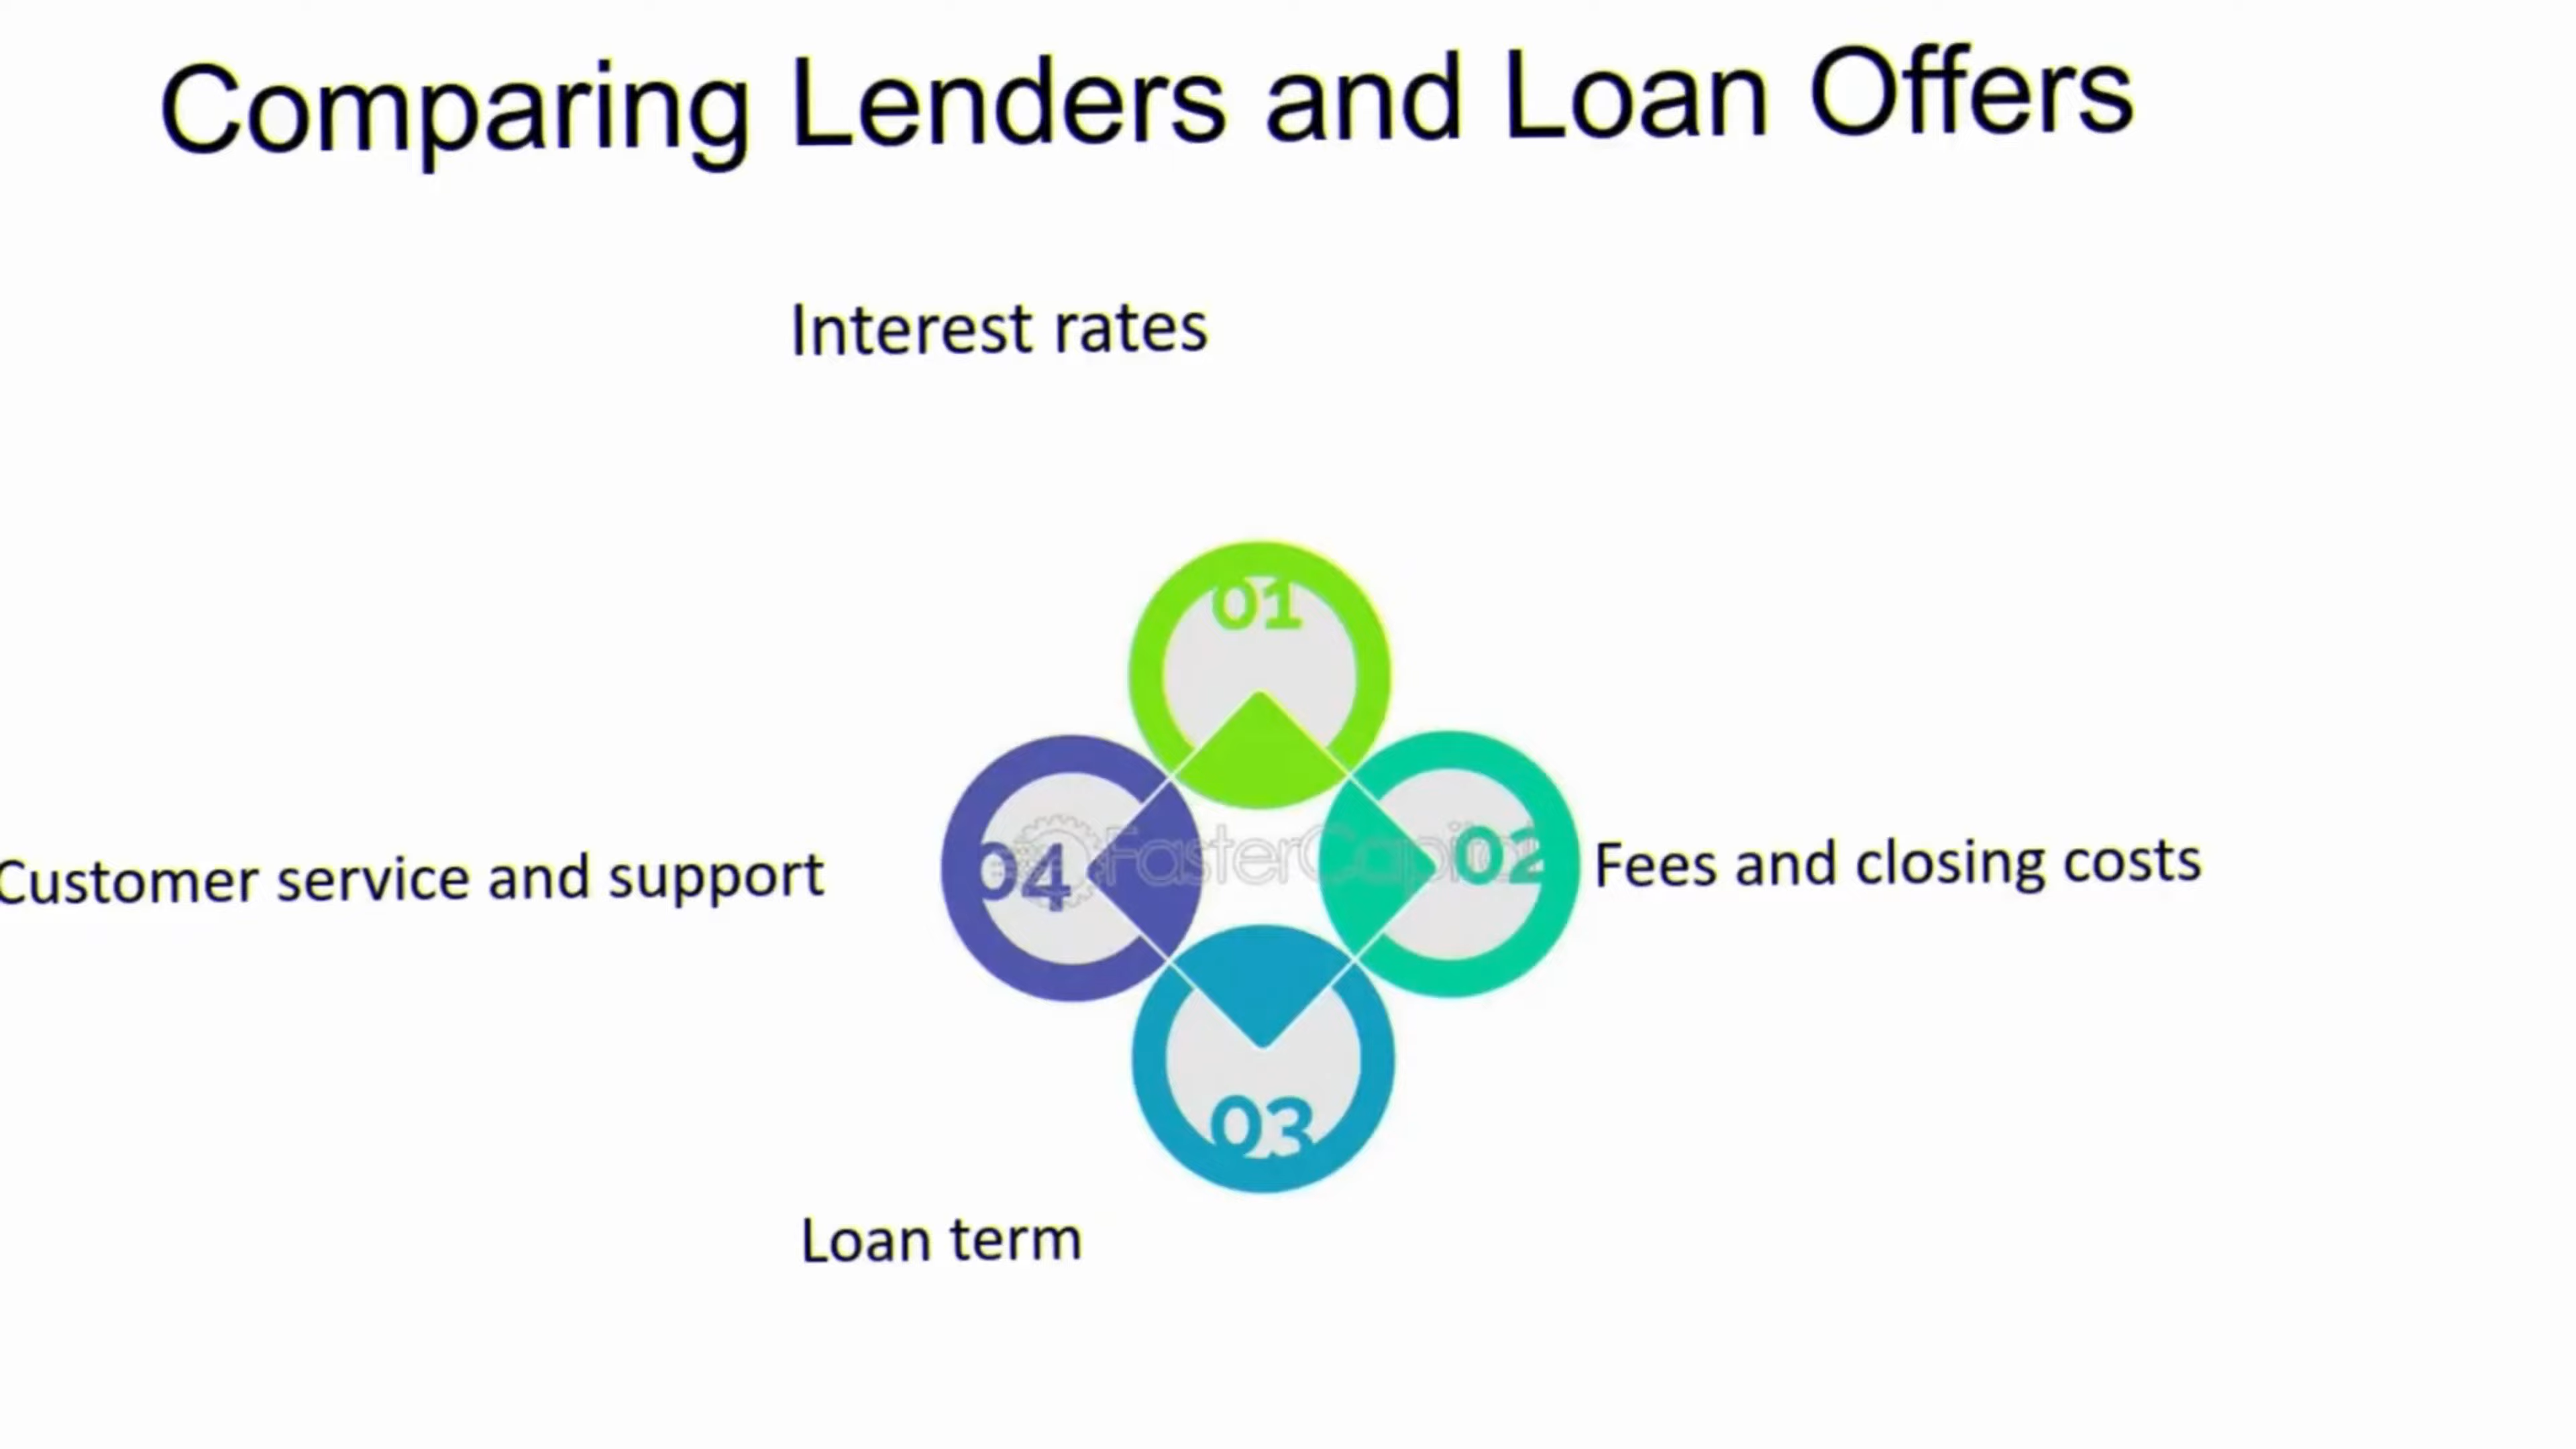 Comparing Lenders and Loan Offers
Interest rates
01
Customer service and support
04
FasterCapital
02
Fees and closing costs
03
Loan term